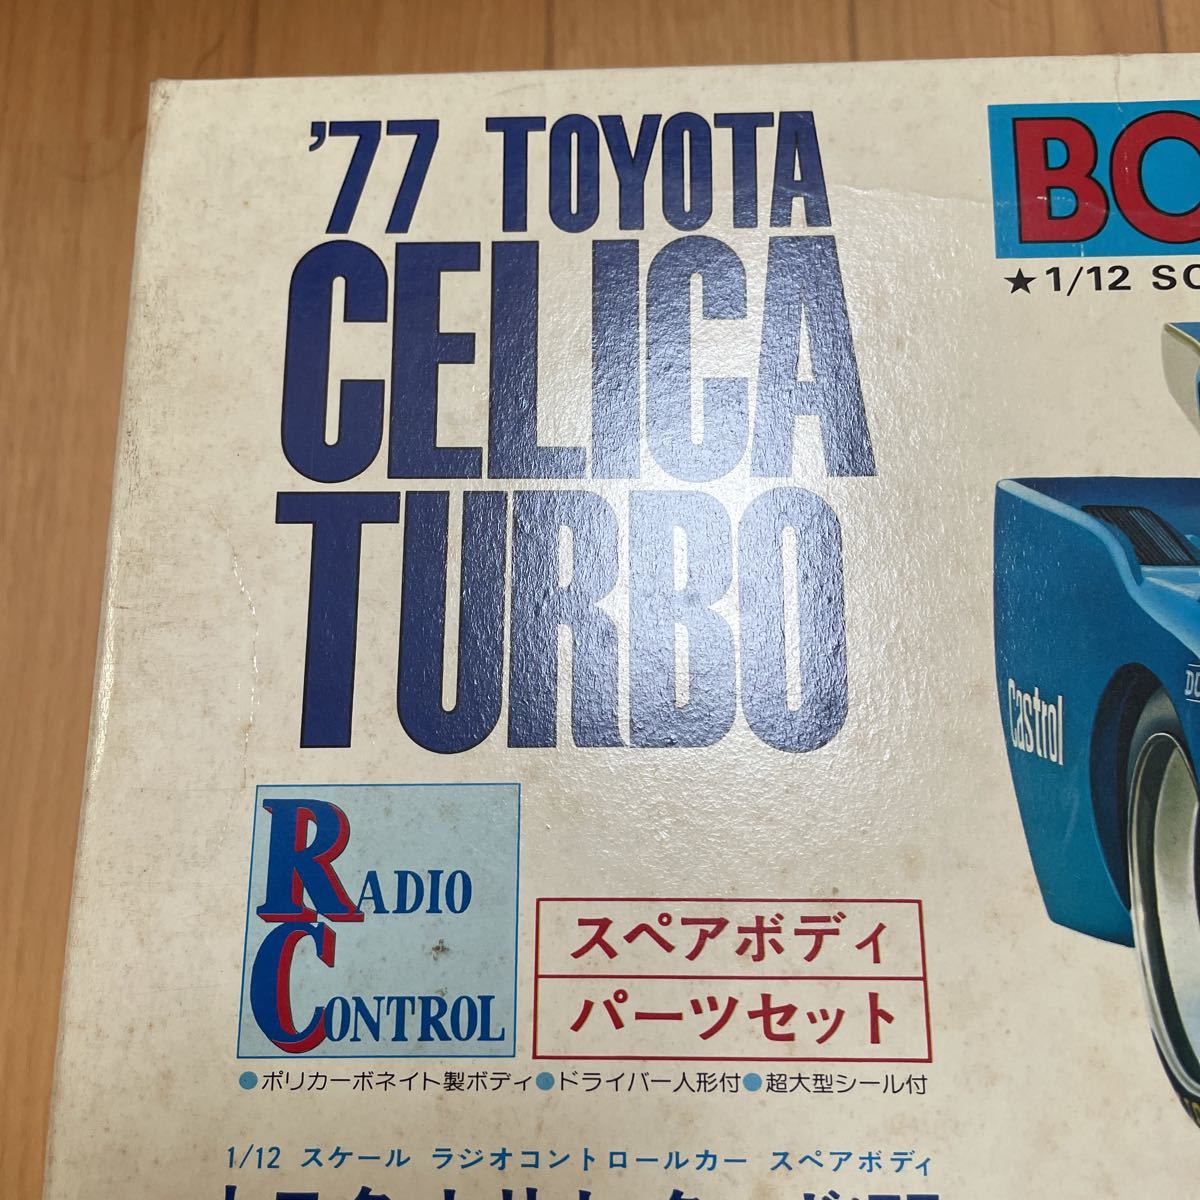 '77 TOYOTA
CELICA
TURBO
★1/12
Castrol
RADIO
CONTROL
スペアボディ
パーツセット
●ポリカーボネイト製ボディ●ドライバー人形付●超大型シール付
1/12 スケール ラジオコントロールカー スペアボディ